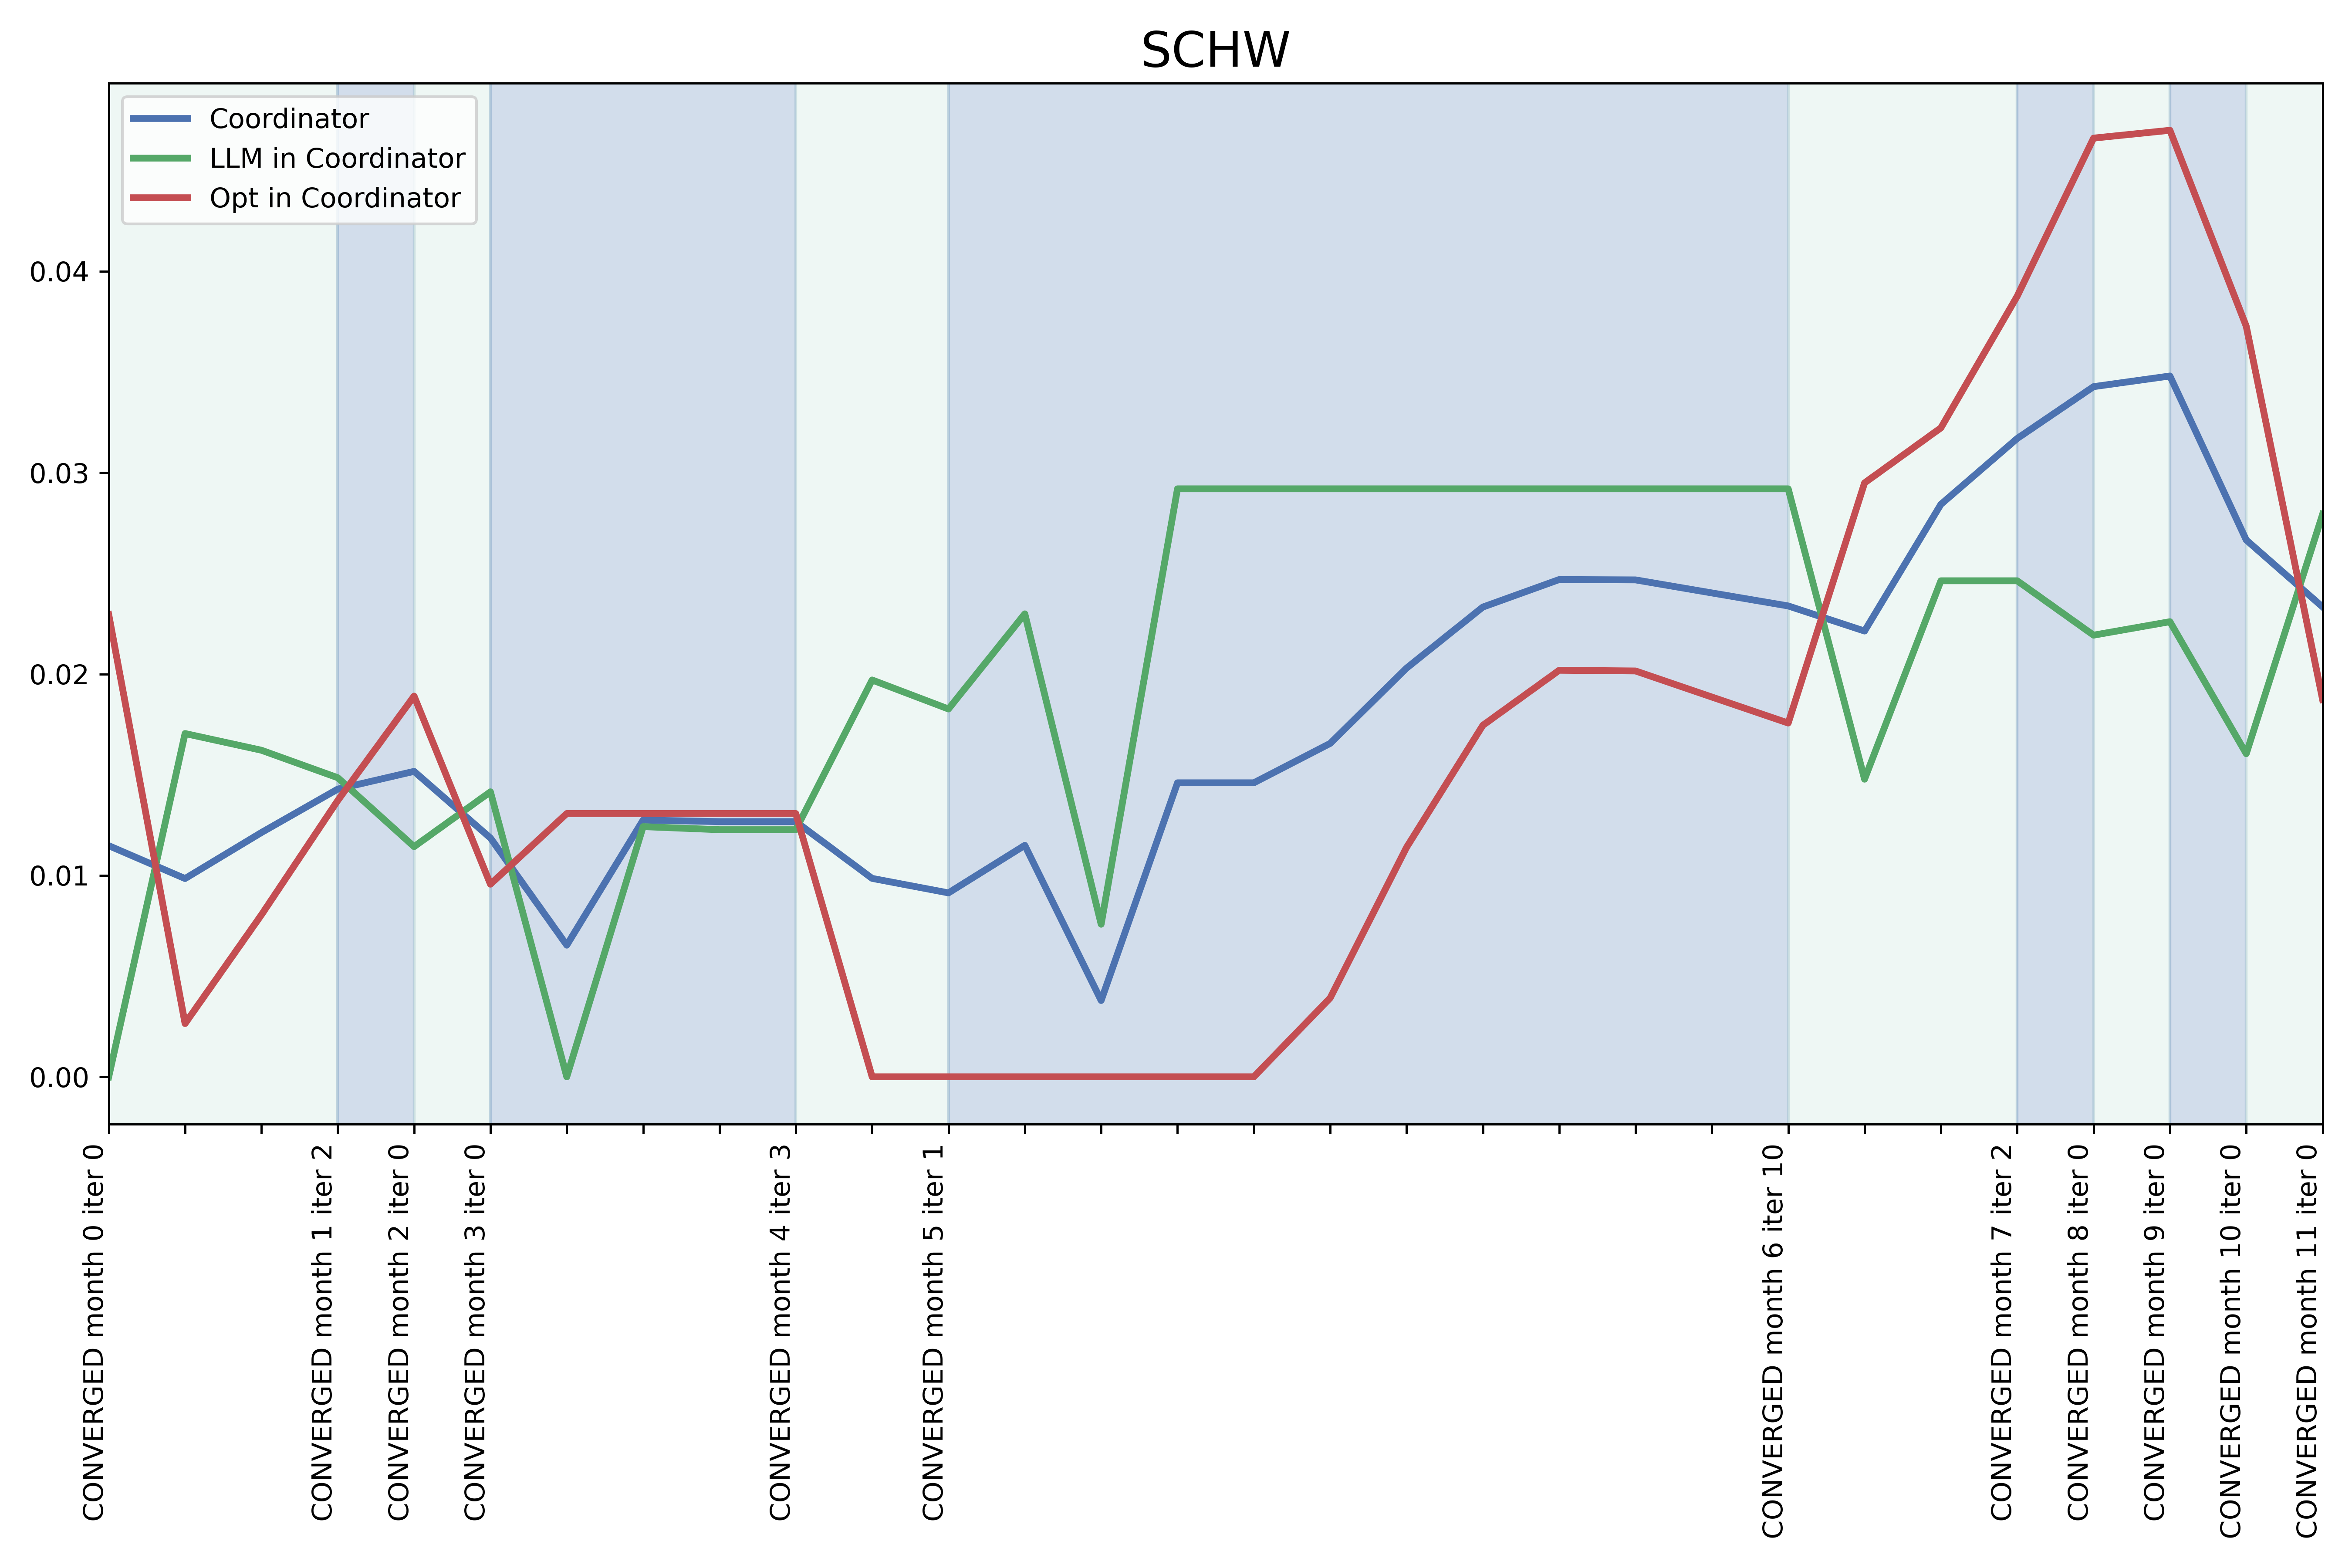 SCHW
Coordinator
LLM in Coordinator
Opt in Coordinator
0.04
0.03
0.02
0.01
0.00
CONVERGED month 0 iter 0
CONVERGED month 1 iter 2
CONVERGED month 2 iter 0
CONVERGED month 3 iter 0
CONVERGED month 4 iter 3
CONVERGED month 5 iter 1
CONVERGED month 6 iter 10
CONVERGED month 7 iter 2
CONVERGED month 8 iter 0
CONVERGED month 9 iter 0
CONVERGED month 10 iter 0
CONVERGED month 11 iter 0